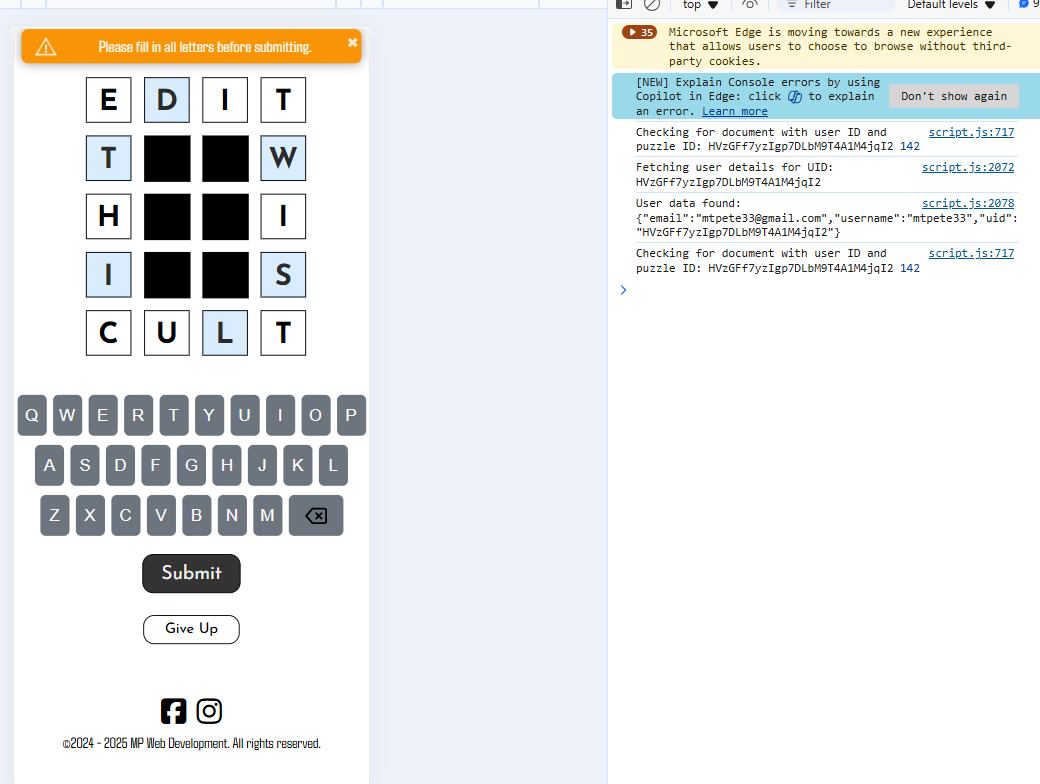 Please fill in all letters before submitting. ✖
E D I T
T W
H I
I S
C U L T
Q W E R T Y U I O P
A S D F G H J K L
Z X C V B N M
Submit
Give Up
©2024 - 2025 MP Web Development. All rights reserved.
top Filter Default levels 9
35 Microsoft Edge is moving towards a new experience
that allows users to choose to browse without third-
party cookies.
[NEW] Explain Console errors by using
Copilot in Edge: click to explain
an error. Learn more
Don't show again
Checking for document with user ID and script.js:717
puzzle ID: HVzGFf7yzIgp7DLbM9T4A1M4jqI2 142
Fetching user details for UID: script.js:2072
HVzGFf7yzIgp7DLbM9T4A1M4jqI2
User data found: script.js:2078
{"email":"mtpete33@gmail.com","username":"mtpete33","uid":
"HVzGFf7yzIgp7DLbM9T4A1M4jqI2"}
Checking for document with user ID and script.js:717
puzzle ID: HVzGFf7yzIgp7DLbM9T4A1M4jqI2 142